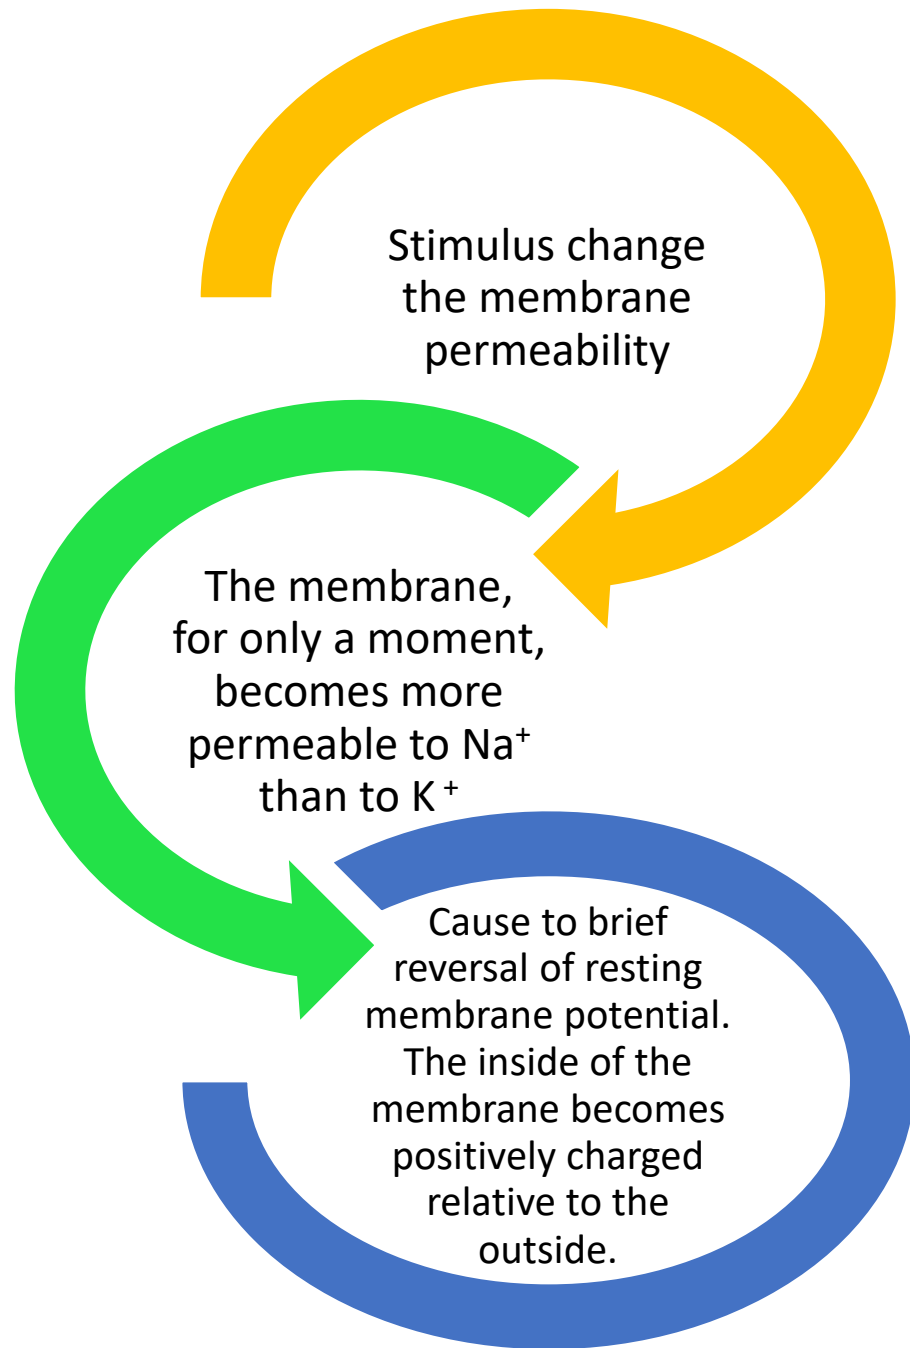 Stimulus change
the membrane
permeability
The membrane,
for only a moment,
becomes more
permeable to Na⁺
than to K ⁺
Cause to brief
reversal of resting
membrane potential.
The inside of the
membrane becomes
positively charged
relative to the
outside.